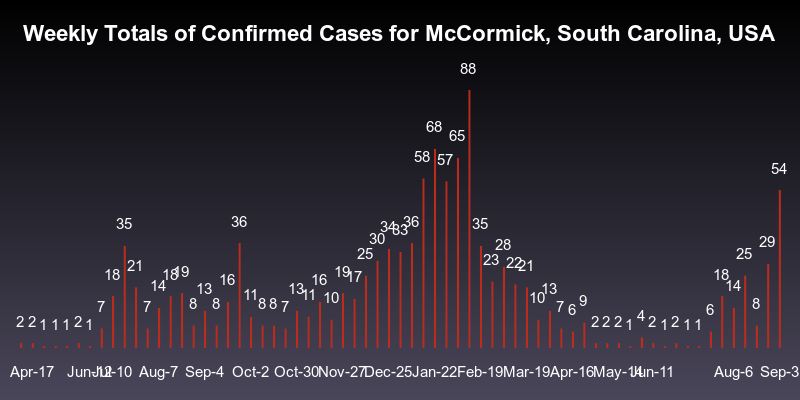 Weekly Totals of Confirmed Cases for McCormick, South Carolina, USA
88
68
65
58
57
54
36 35 36 35
34 33
30 29
28
25 25
21 23 22 21
18 18 19 16 19 17 18
14 13 16 13 14
11 11 10 10 13
7 7 8 8 8 8 7 7 6 9 6 8
2 2 1 1 1 2 1 2 2 2 1 4 2 1 2 1 1
Apr-17 Jun-12 Jul-10 Aug-7 Sep-4 Oct-2 Oct-30 Nov-27 Dec-25 Jan-22 Feb-19 Mar-19 Apr-16 May-14 Jun-11 Aug-6 Sep-3